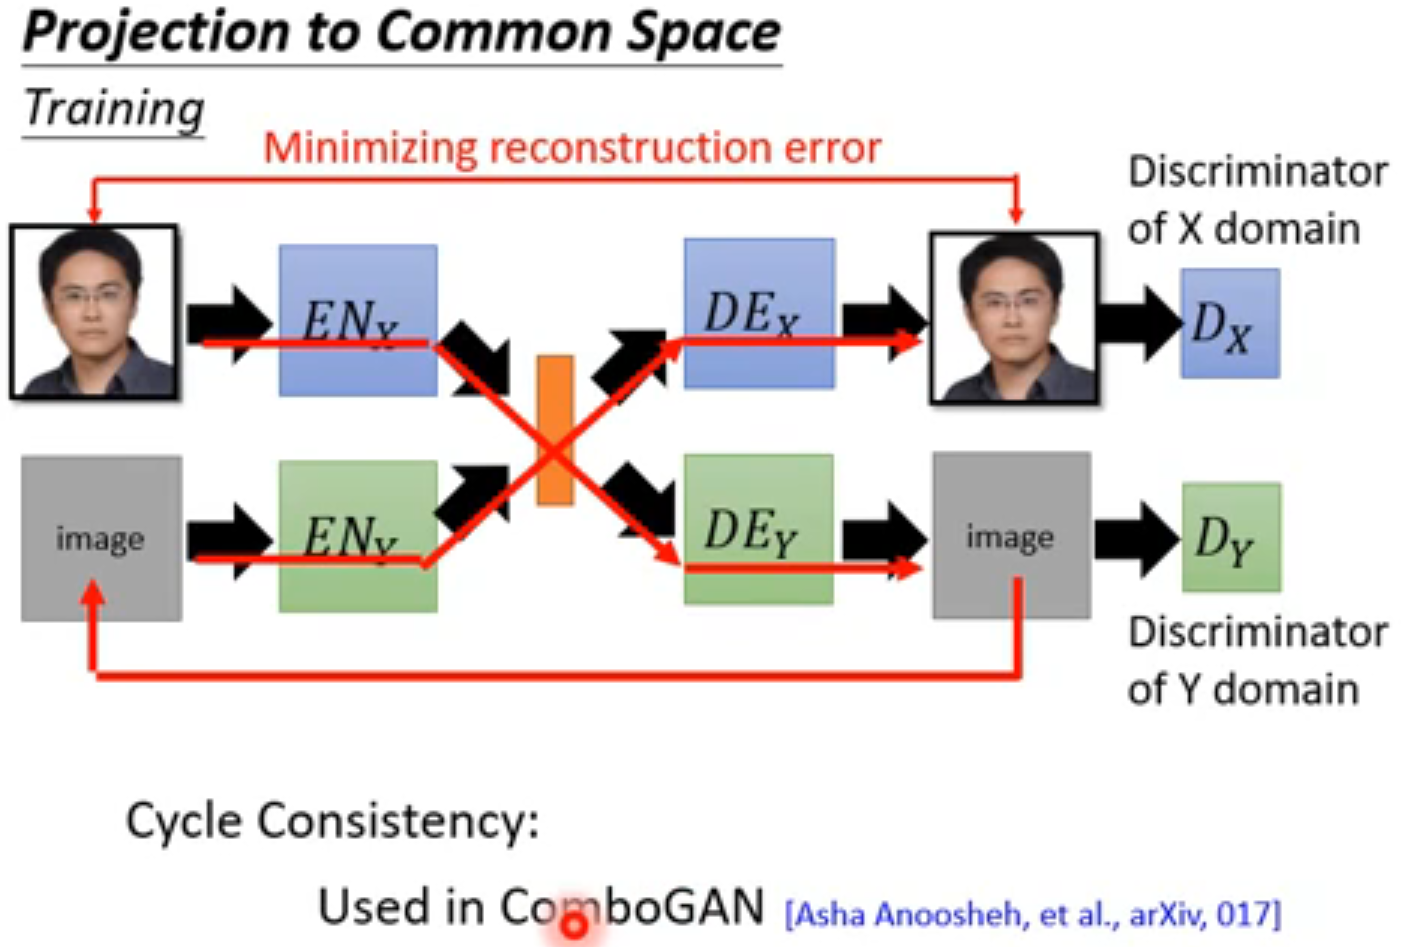 Projection to Common Space
Training
Minimizing reconstruction error
Discriminator
of X domain
EN_X
DE_X
D_X
image
EN_Y
DE_Y
image
D_Y
Discriminator
of Y domain
Cycle Consistency:
Used in ComboGAN [Asha Anoosheh, et al., arXiv, 017]